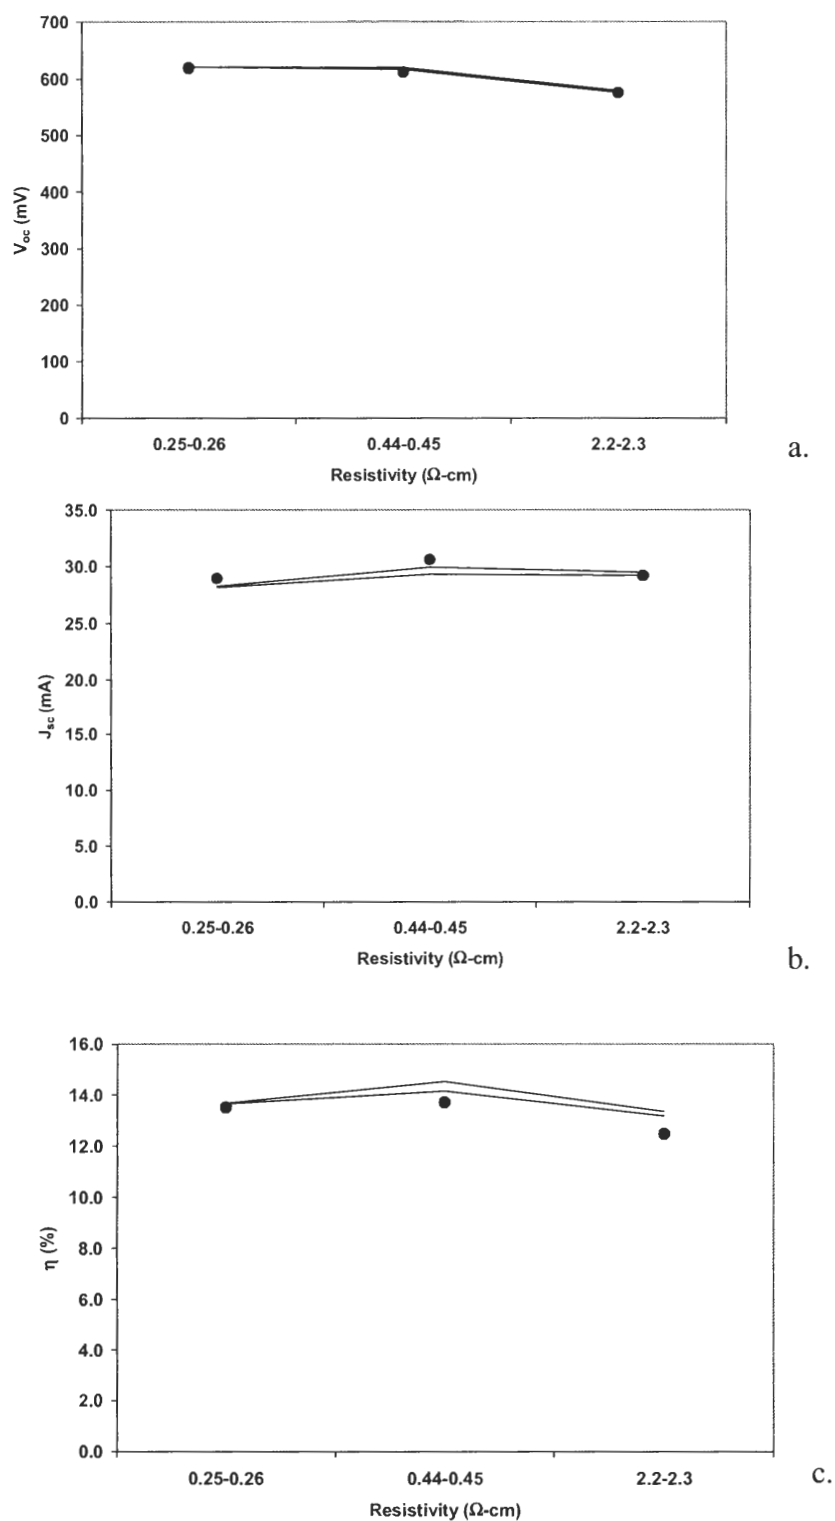 700
600
500
400
300
200
100
0
V_oc (mV)
0.25-0.26 0.44-0.45 2.2-2.3
Resistivity (Ω-cm)
a.
35.0
30.0
25.0
20.0
15.0
10.0
5.0
0.0
J_sc (mA)
0.25-0.26 0.44-0.45 2.2-2.3
Resistivity (Ω-cm)
b.
16.0
14.0
12.0
10.0
8.0
6.0
4.0
2.0
0.0
η (%)
0.25-0.26 0.44-0.45 2.2-2.3
Resistivity (Ω-cm)
c.